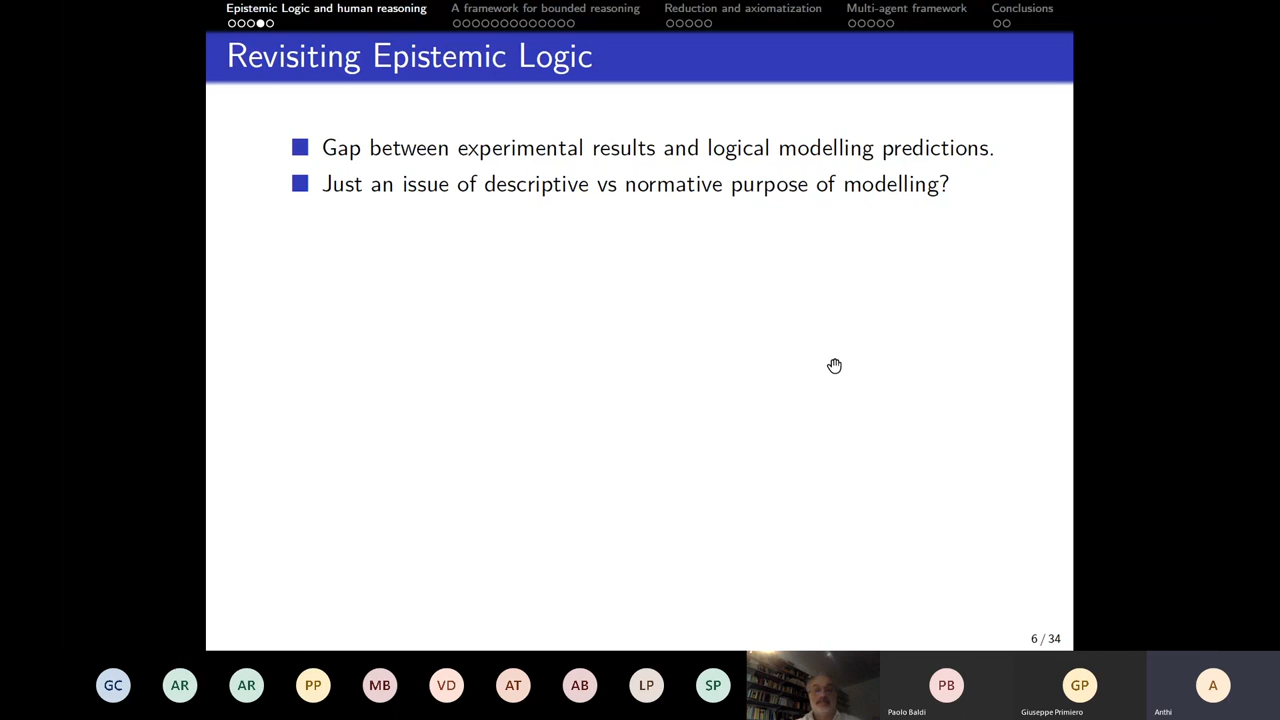 Epistemic Logic and human reasoning
A framework for bounded reasoning
Reduction and axiomatization
Multi-agent framework
Conclusions
Revisiting Epistemic Logic
Gap between experimental results and logical modelling predictions.
Just an issue of descriptive vs normative purpose of modelling?
6 / 34
GC
AR
AR
PP
MB
VD
AT
AB
LP
SP
PB
Paolo Baldi
GP
Giuseppe Primiero
A
Anthi